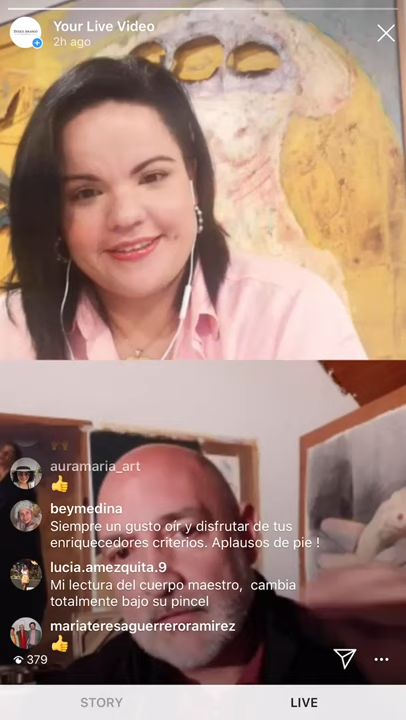 Your Live Video
2h ago
auramaria_art
👍
beymedina
Siempre un gusto oír y disfrutar de tus
enriquecedores criterios. Aplausos de pie !
lucia.amezquita.9
Mi lectura del cuerpo maestro, cambia
totalmente bajo su pincel
mariateresaguerreroramirez
👍
379
STORY
LIVE